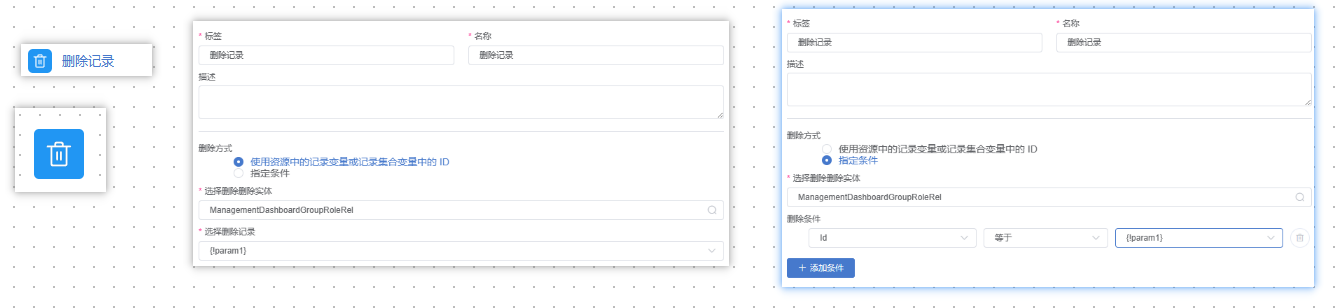 删除记录
* 标签
* 名称
删除记录
删除记录
描述
删除方式
使用资源中的记录变量或记录集合变量中的 ID
指定条件
* 选择删除删除实体
ManagementDashboardGroupRoleRel
* 选择删除记录
{!param1}
* 标签
* 名称
删除记录
删除记录
描述
删除方式
使用资源中的记录变量或记录集合变量中的 ID
指定条件
* 选择删除删除实体
ManagementDashboardGroupRoleRel
删除条件
Id
等于
{!param1}
+ 添加条件